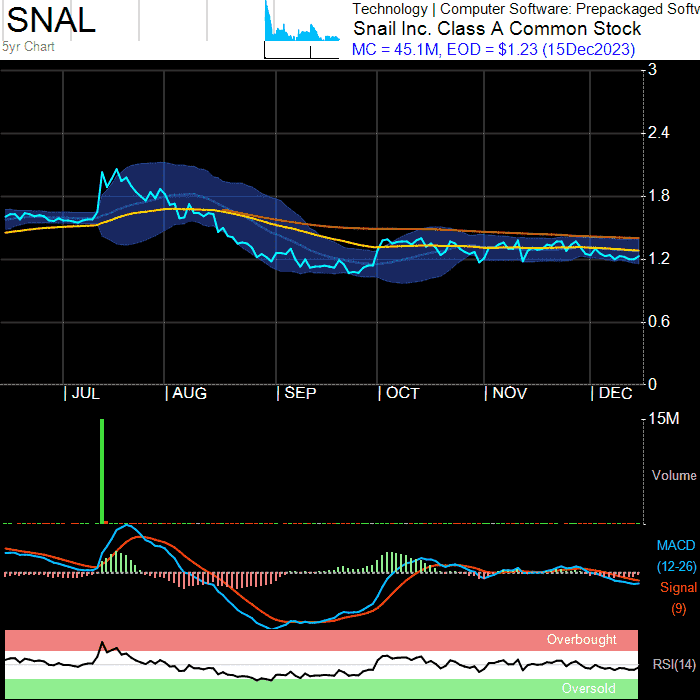 SNAL
5yr Chart
Technology | Computer Software: Prepackaged Softw
Snail Inc. Class A Common Stock
MC = 45.1M, EOD = $1.23 (15Dec2023)
3
2.4
1.8
1.2
0.6
0
| JUL | AUG | SEP | OCT | NOV | DEC
15M
Volume
MACD
(12-26)
Signal
(9)
Overbought
RSI(14)
Oversold